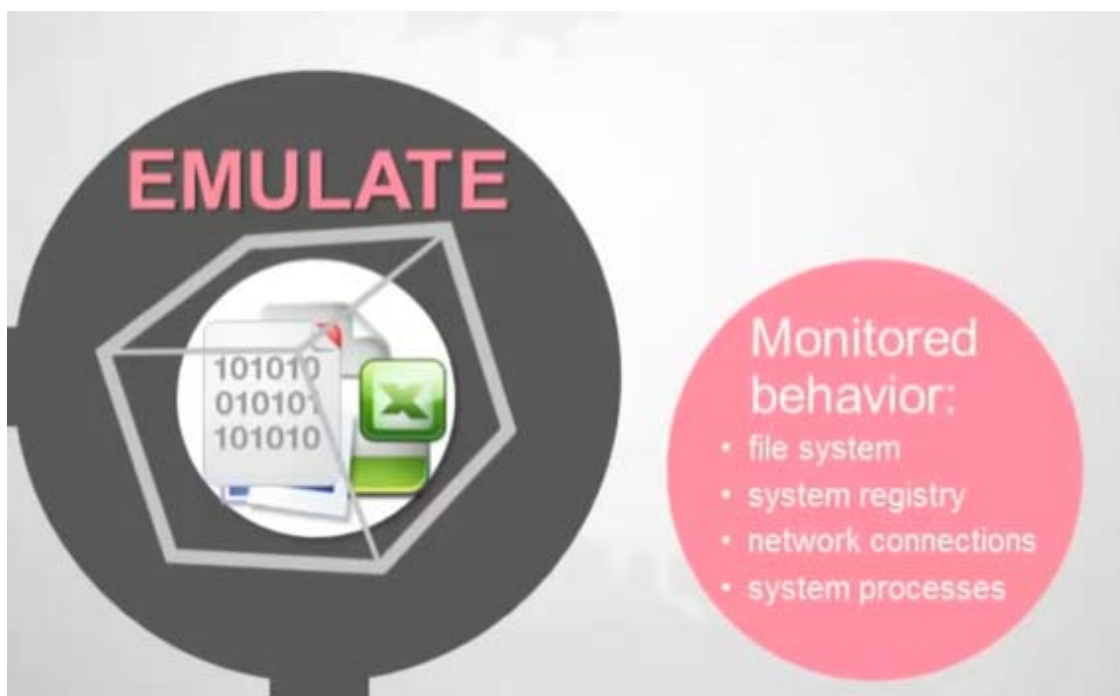 EMULATE
101010
010101
101010
X
Monitored
behavior:
• file system
• system registry
• network connections
• system processes